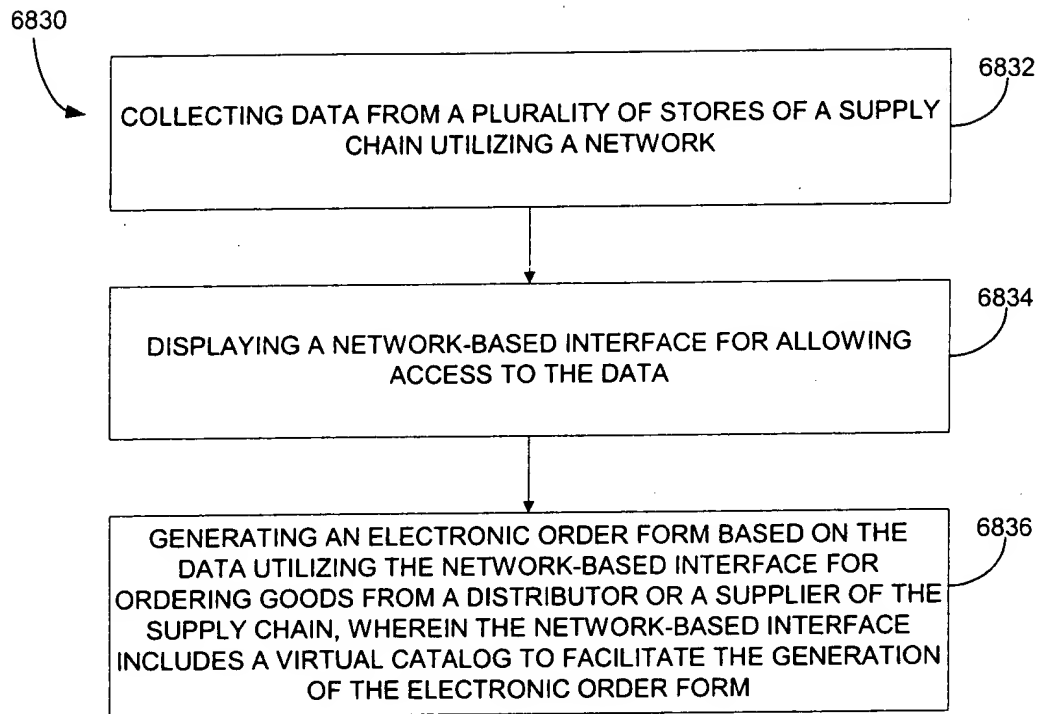 6830
6832
COLLECTING DATA FROM A PLURALITY OF STORES OF A SUPPLY
CHAIN UTILIZING A NETWORK
6834
DISPLAYING A NETWORK-BASED INTERFACE FOR ALLOWING
ACCESS TO THE DATA
6836
GENERATING AN ELECTRONIC ORDER FORM BASED ON THE
DATA UTILIZING THE NETWORK-BASED INTERFACE FOR
ORDERING GOODS FROM A DISTRIBUTOR OR A SUPPLIER OF THE
SUPPLY CHAIN, WHEREIN THE NETWORK-BASED INTERFACE
INCLUDES A VIRTUAL CATALOG TO FACILITATE THE GENERATION
OF THE ELECTRONIC ORDER FORM